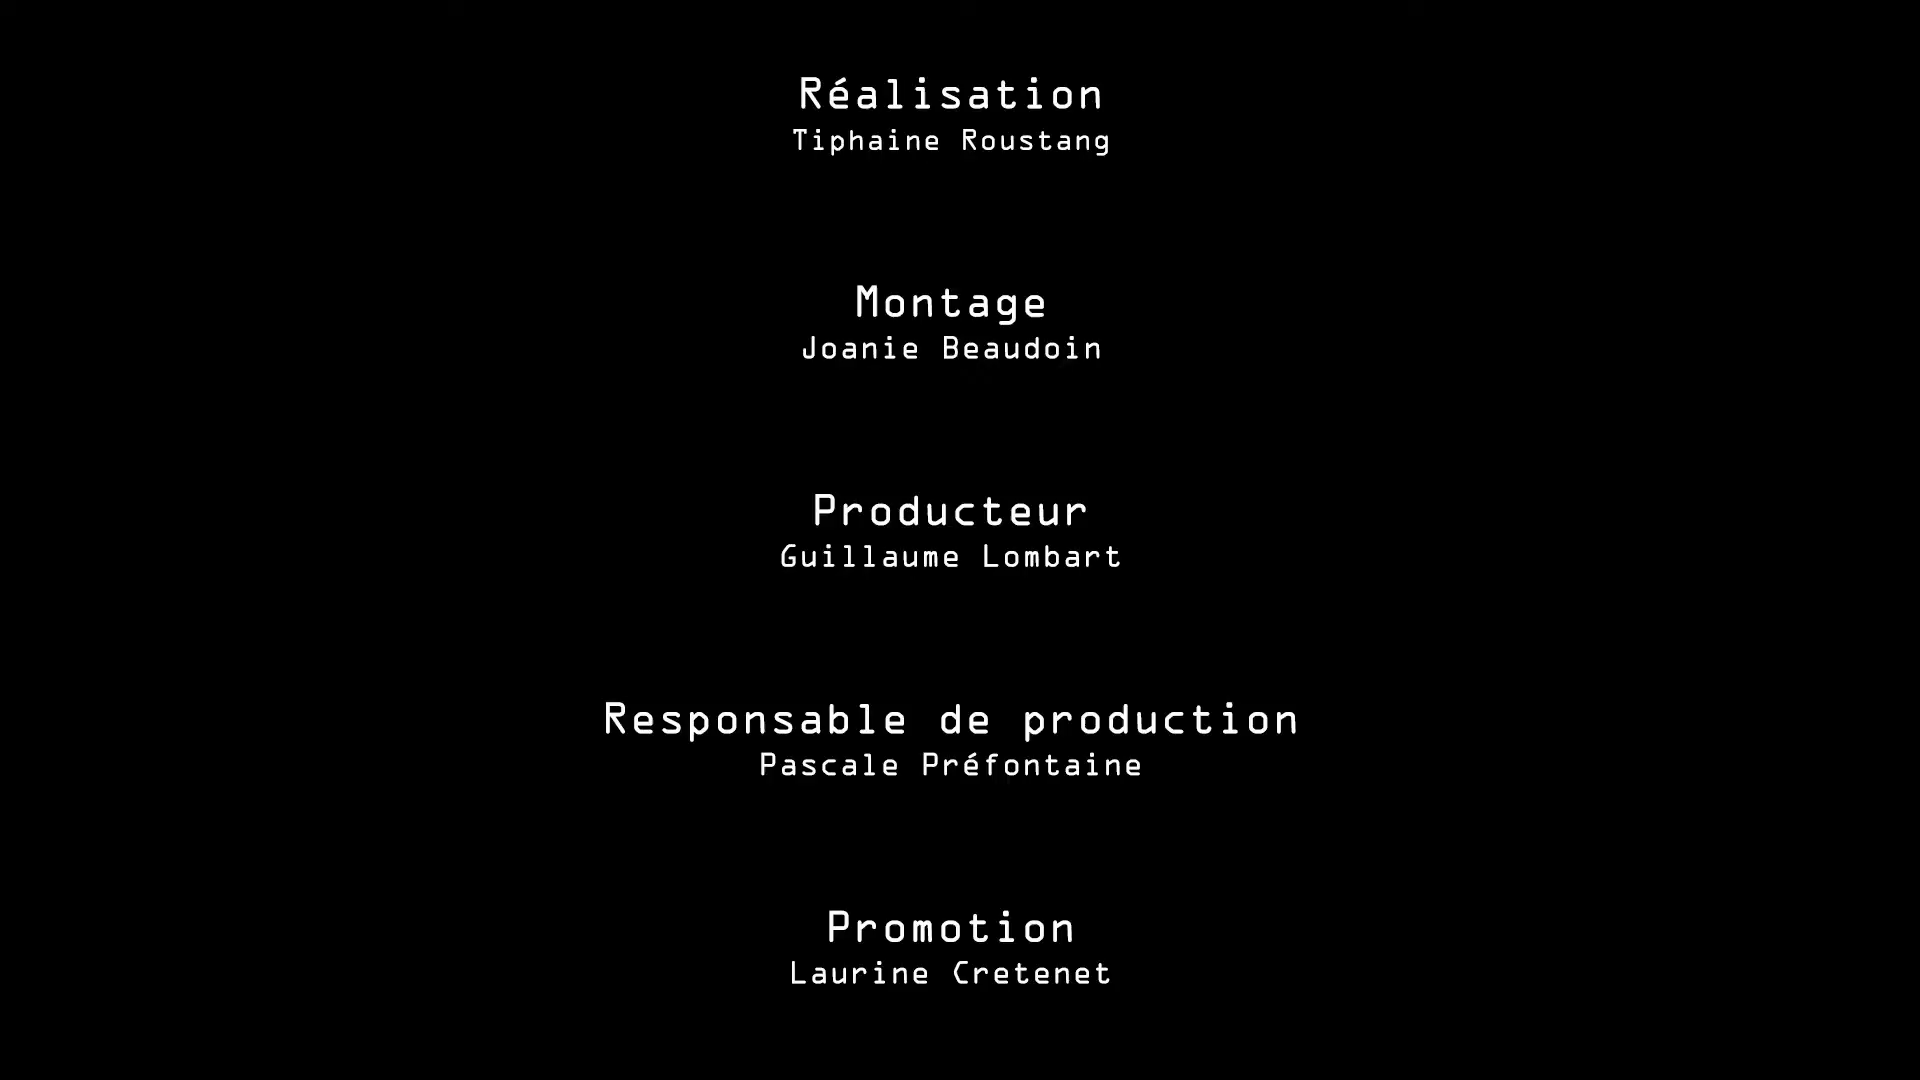 Réalisation
Tiphaine Roustang
Montage
Joanie Beaudoin
Producteur
Guillaume Lombart
Responsable de production
Pascale Préfontaine
Promotion
Laurine Cretenet